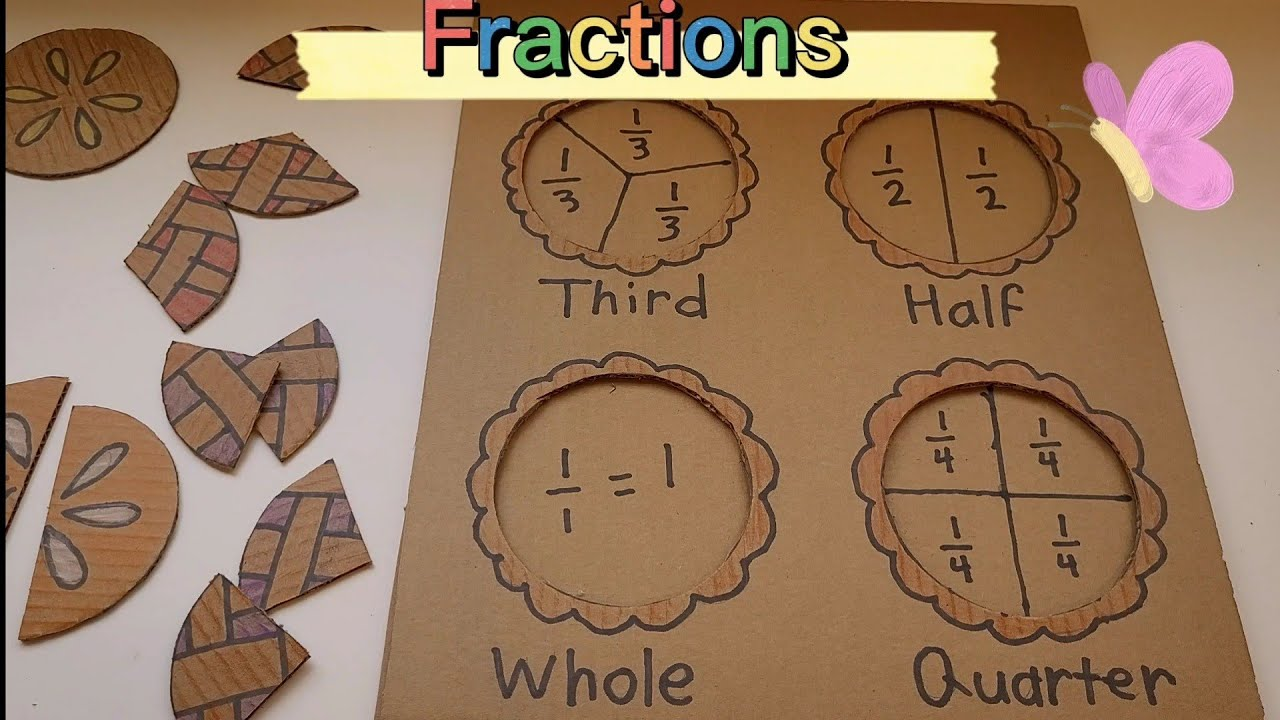 Fractions
1/3 1/3 1/3
1/2 1/2
Third
Half
1/1 = 1
1/4 1/4
1/4 1/4
Whole
Quarter